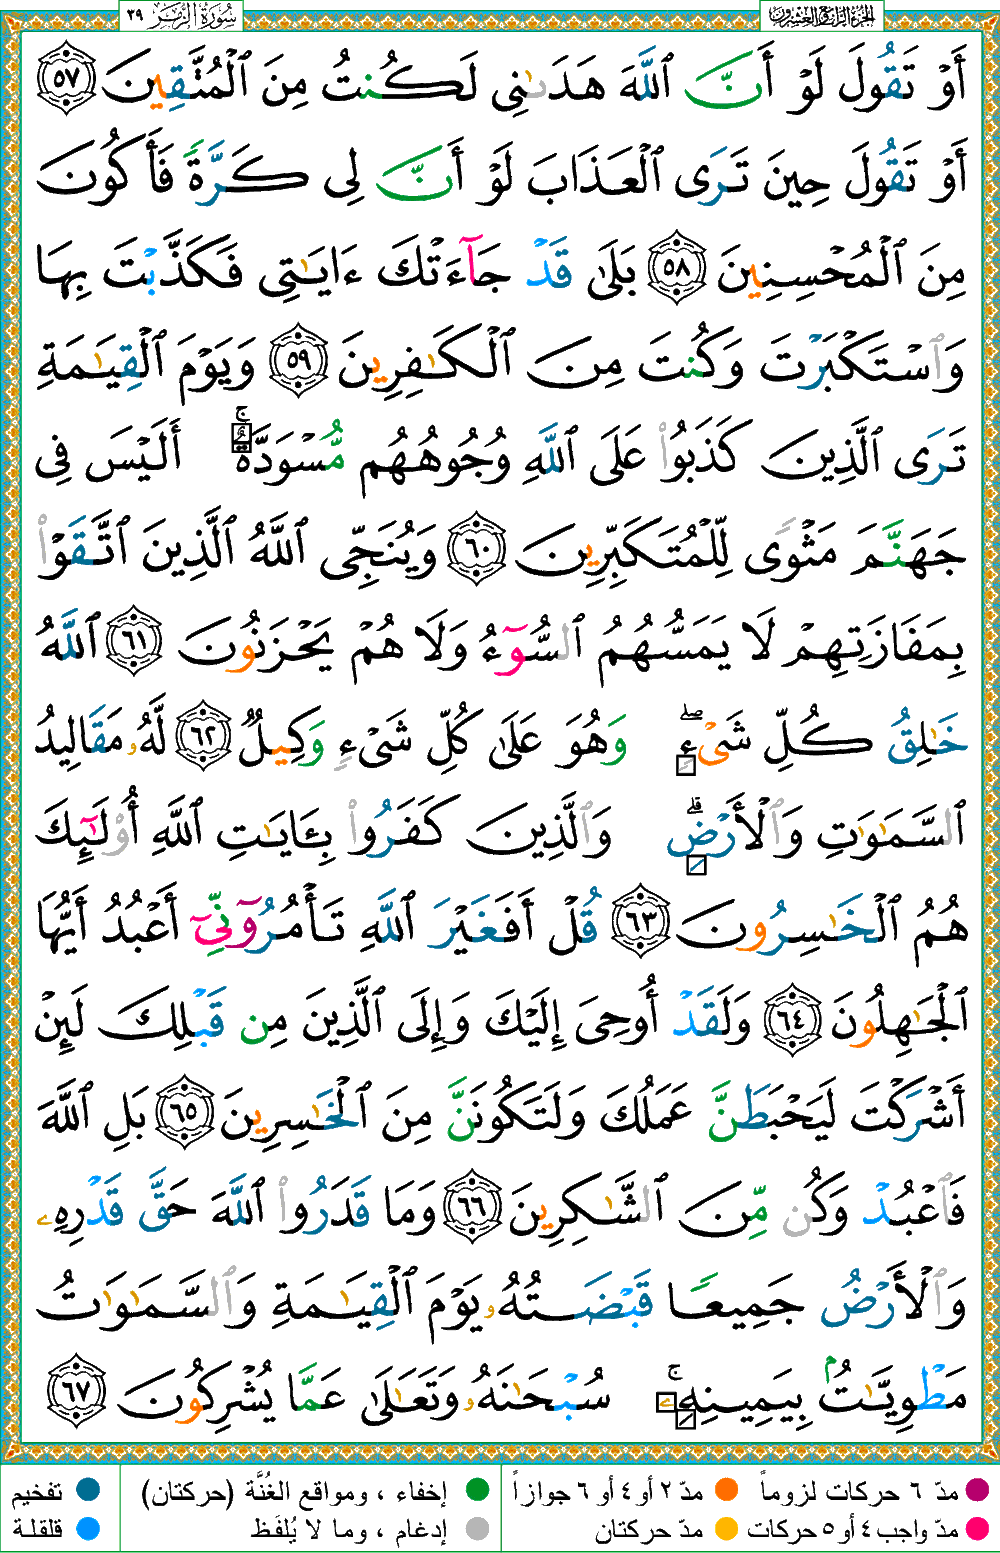 الجزء الرابع والعشرون
سورة الزمر ٣٩
أَوْ تَقُولَ لَوْ أَنَّ ٱللَّهَ هَدَىٰنِى لَكُنتُ مِنَ ٱلْمُتَّقِينَ ٥٧
أَوْ تَقُولَ حِينَ تَرَى ٱلْعَذَابَ لَوْ أَنَّ لِى كَرَّةً فَأَكُونَ
مِنَ ٱلْمُحْسِنِينَ ٥٨ بَلَىٰ قَدْ جَآءَتْكَ ءَايَـٰتِى فَكَذَّبْتَ بِهَا
وَٱسْتَكْبَرْتَ وَكُنتَ مِنَ ٱلْكَـٰفِرِينَ ٥٩ وَيَوْمَ ٱلْقِيَـٰمَةِ
تَرَى ٱلَّذِينَ كَذَبُوا۟ عَلَى ٱللَّهِ وُجُوهُهُم مُّسْوَدَّةٌ ۚ أَلَيْسَ فِى
جَهَنَّمَ مَثْوًى لِّلْمُتَكَبِّرِينَ ٦٠ وَيُنَجِّى ٱللَّهُ ٱلَّذِينَ ٱتَّقَوْا۟
بِمَفَازَتِهِمْ لَا يَمَسُّهُمُ ٱلسُّوٓءُ وَلَا هُمْ يَحْزَنُونَ ٦١ ٱللَّهُ
خَـٰلِقُ كُلِّ شَىْءٍ ۖ وَهُوَ عَلَىٰ كُلِّ شَىْءٍ وَكِيلٌ ٦٢ لَّهُۥ مَقَالِيدُ
ٱلسَّمَـٰوَٰتِ وَٱلْأَرْضِ ۗ وَٱلَّذِينَ كَفَرُوا۟ بِـَٔايَـٰتِ ٱللَّهِ أُو۟لَـٰٓئِكَ
هُمُ ٱلْخَـٰسِرُونَ ٦٣ قُلْ أَفَغَيْرَ ٱللَّهِ تَأْمُرُوٓنِّىٓ أَعْبُدُ أَيُّهَا
ٱلْجَـٰهِلُونَ ٦٤ وَلَقَدْ أُوحِىَ إِلَيْكَ وَإِلَى ٱلَّذِينَ مِن قَبْلِكَ لَئِنْ
أَشْرَكْتَ لَيَحْبَطَنَّ عَمَلُكَ وَلَتَكُونَنَّ مِنَ ٱلْخَـٰسِرِينَ ٦٥ بَلِ ٱللَّهَ
فَٱعْبُدْ وَكُن مِّنَ ٱلشَّـٰكِرِينَ ٦٦ وَمَا قَدَرُوا۟ ٱللَّهَ حَقَّ قَدْرِهِۦ
وَٱلْأَرْضُ جَمِيعًا قَبْضَتُهُۥ يَوْمَ ٱلْقِيَـٰمَةِ وَٱلسَّمَـٰوَٰتُ
مَطْوِيَّـٰتٌۢ بِيَمِينِهِۦ ۚ سُبْحَـٰنَهُۥ وَتَعَـٰلَىٰ عَمَّا يُشْرِكُونَ ٦٧
مدّ ٦ حركات لزوماً مدّ ٢ أو ٤ أو ٦ جوازاً إخفاء ، ومواقع الغُنَّة (حركتان) تفخيم
مدّ واجب ٤ أو ٥ حركات مدّ حركتان إدغام ، وما لا يُلفَظ قلقلة